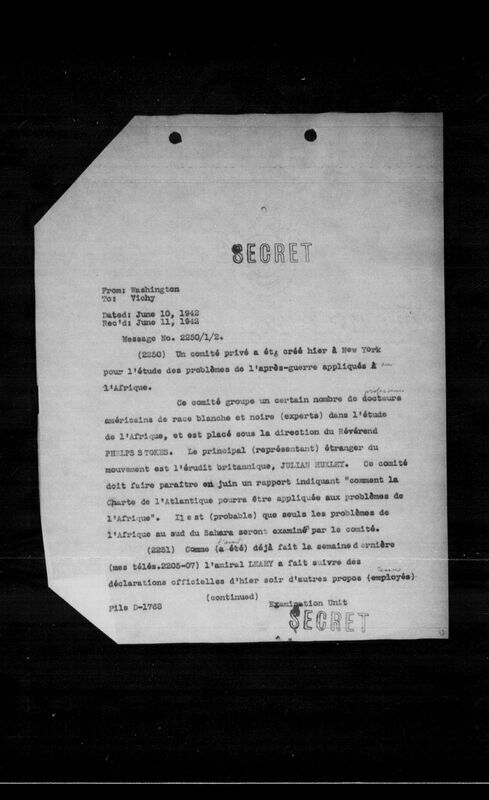 SECRET
From: Washington
To: Vichy
Dated: June 10, 1942
Rec'd: June 11, 1942
Message No. 2250/1/2.
(2250) Un comité privé a été créé hier à New York
pour l'étude des problèmes de l'après-guerre appliqués à
l'Afrique.
professeurs
Ce comité groupe un certain nombre de docteurs
américains de race blanche et noire (experts) dans l'étude
de l'Afrique, et est placé sous la direction du Révérend
PHELPS STOKES. Le principal (représentant) étranger du
mouvement est l'érudit britannique, JULIAN HUXLEY. Ce comité
doit faire paraître en juin un rapport indiquant "comment la
Charte de l'Atlantique pourra être appliquée aux problèmes de
l'Afrique". Il est (probable) que seuls les problèmes de
l'Afrique au sud du Sahara seront examiné par le comité.
(2251) Comme (a été) déjà fait la semaine dernière
(mes télés.2205-07) l'amiral LEAHY a fait suivre des
déclarations officielles d'hier soir d'autres propos (employés)
(continued)
File D-1768
Examination Unit
SECRET